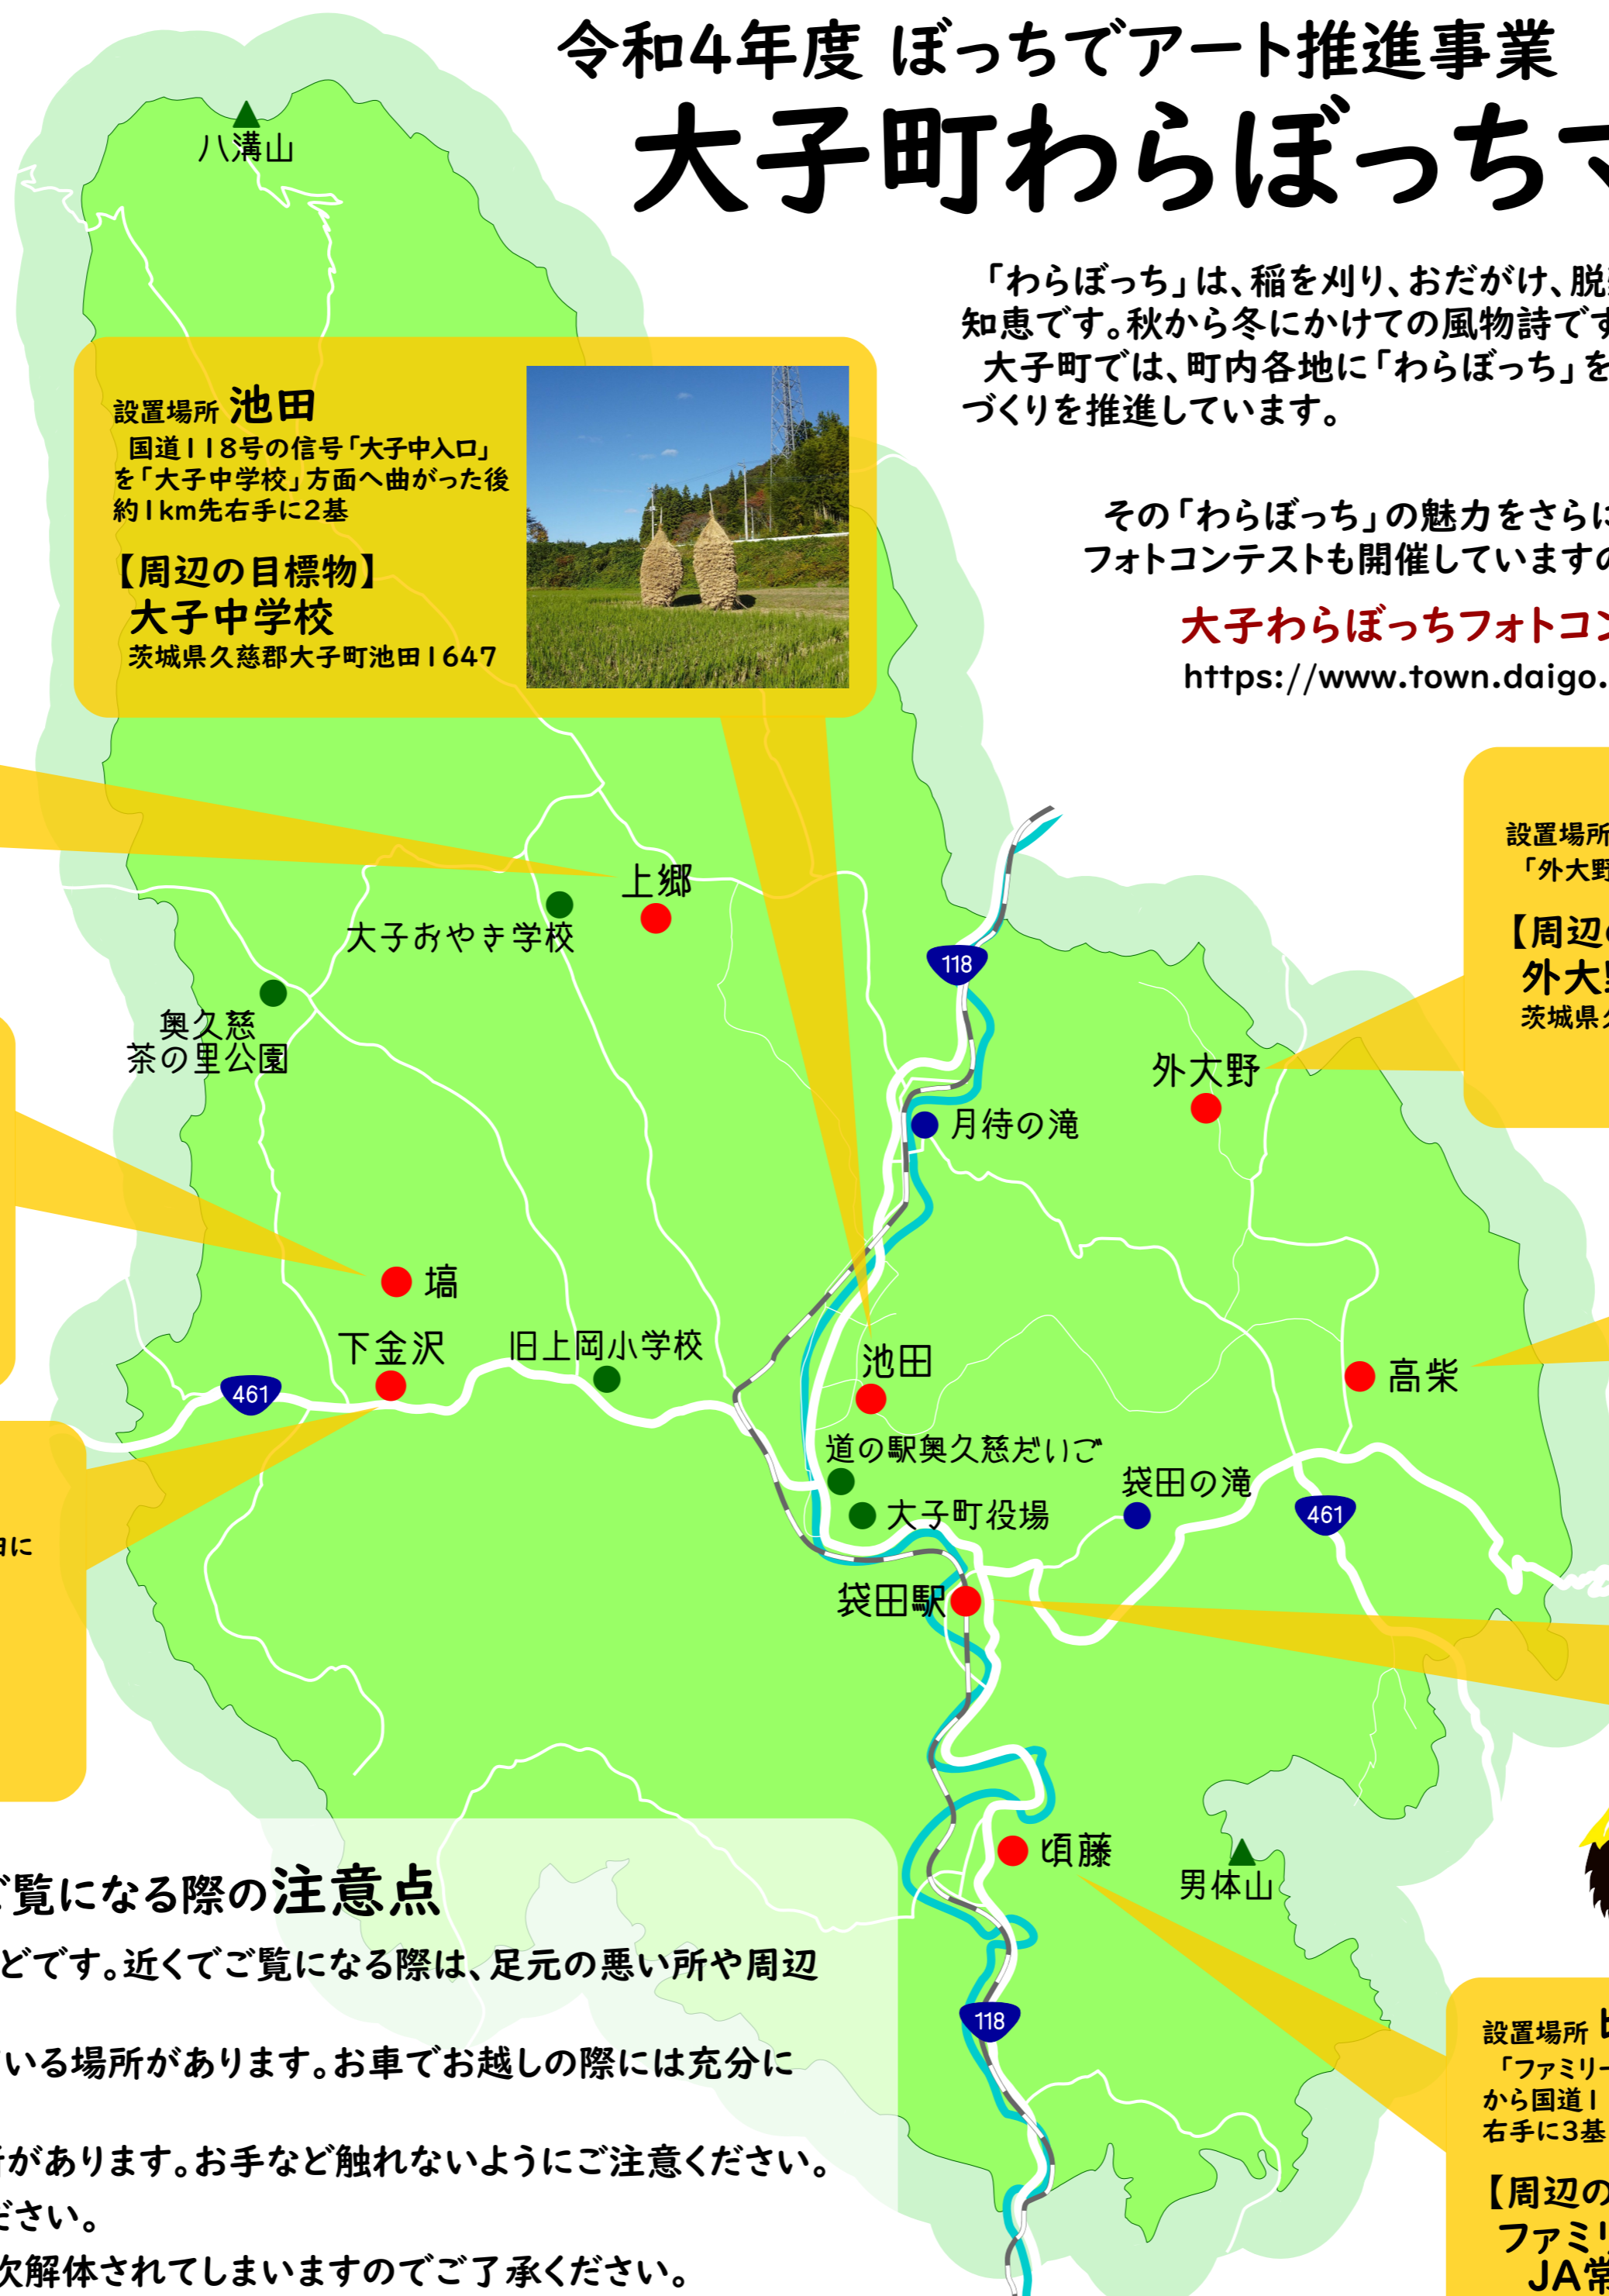 令和4年度 ぼっちでアート推進事業
大子町わらぼっち
「わらぼっち」は、稲を刈り、おだがけ、脱
知恵です。秋から冬にかけての風物詩です
大子町では、町内各地に「わらぼっち」を
づくりを推進しています。
その「わらぼっち」の魅力をさらに
フォトコンテストも開催していますの
大子わらぼっちフォトコン
https://www.town.daigo.
八溝山
設置場所 池田
国道118号の信号「大子中入口」
を「大子中学校」方面へ曲がった後
約1km先右手に2基
【周辺の目標物】
大子中学校
茨城県久慈郡大子町池田1647
設置場所
「外大野
【周辺の
外大野
茨城県久
上郷
大子おやき学校
118
奥久慈
茶の里公園
外大野
月待の滝
塙
下金沢
旧上岡小学校
461
池田
高柴
道の駅奥久慈だいご
袋田の滝
大子町役場
461
に
袋田駅
頃藤
男体山
118
ご覧になる際の注意点
どです。近くでご覧になる際は、足元の悪い所や周辺
いる場所があります。お車でお越しの際には充分に
があります。お手など触れないようにご注意ください。
ださい。
次解体されてしまいますのでご了承ください。
設置場所
「ファミリー
から国道1
右手に3基
【周辺の
ファミリ
JA常